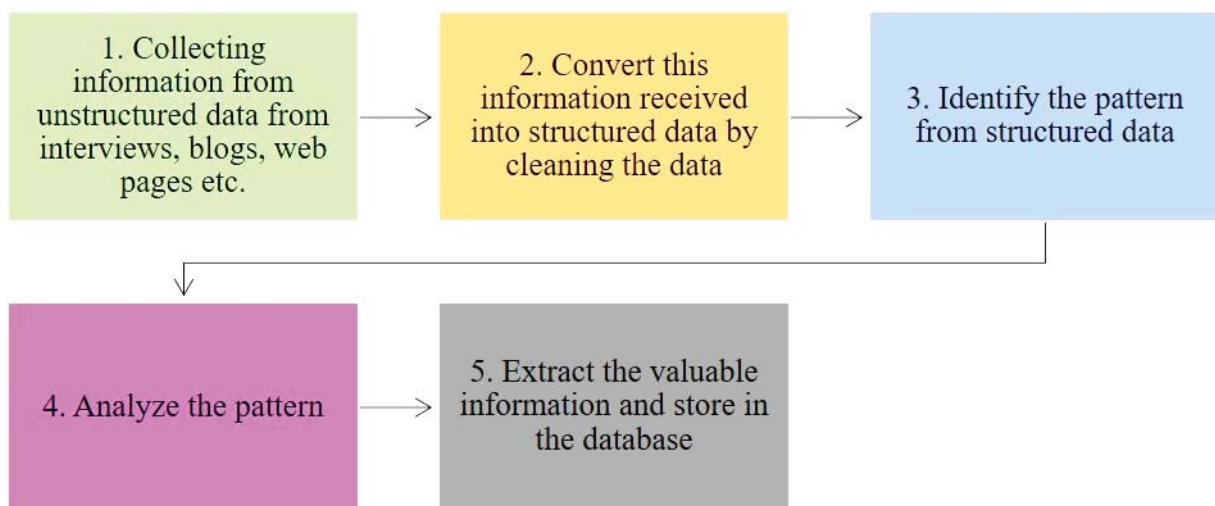 1. Collecting
information from
unstructured data from
interviews, blogs, web
pages etc.
2. Convert this
information received
into structured data by
cleaning the data
3. Identify the pattern
from structured data
4. Analyze the pattern
5. Extract the valuable
information and store in
the database